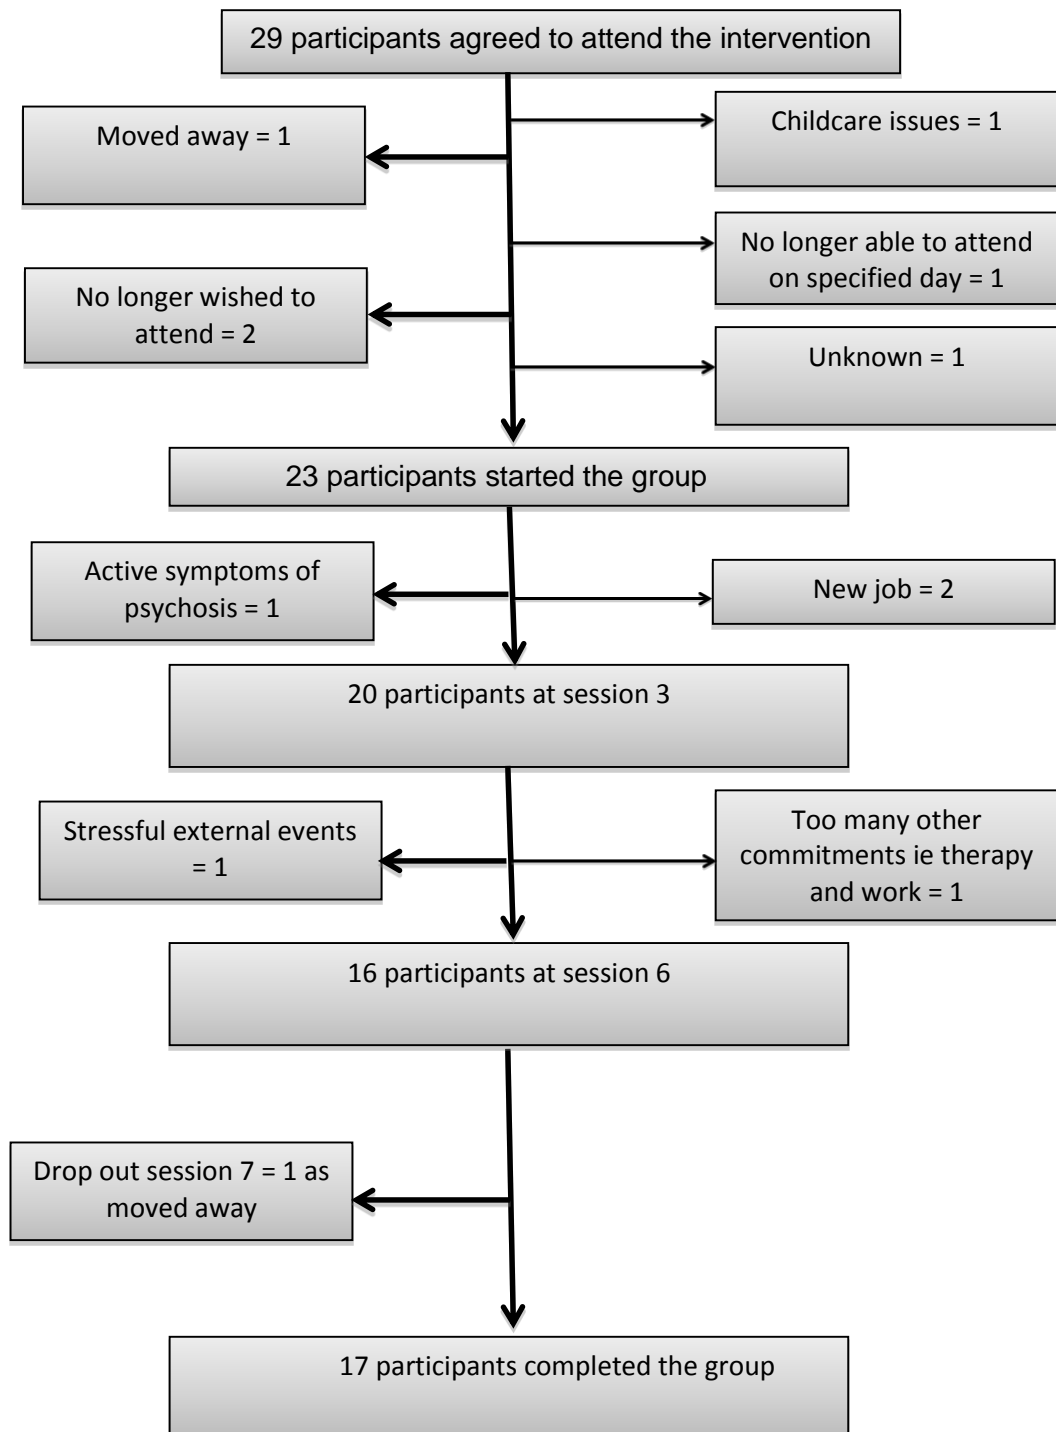 29 participants agreed to attend the intervention
Moved away = 1
Childcare issues = 1
No longer able to attend
on specified day = 1
No longer wished to
attend = 2
Unknown = 1
23 participants started the group
Active symptoms of
psychosis = 1
New job = 2
20 participants at session 3
Stressful external events
= 1
Too many other
commitments ie therapy
and work = 1
16 participants at session 6
Drop out session 7 = 1 as
moved away
17 participants completed the group